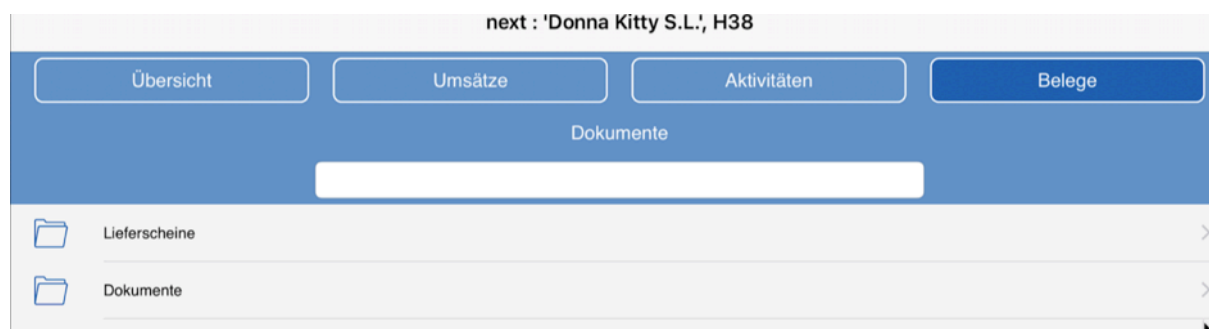 next : 'Donna Kitty S.L.', H38
Übersicht Umsätze Aktivitäten Belege
Dokumente
Lieferscheine
Dokumente